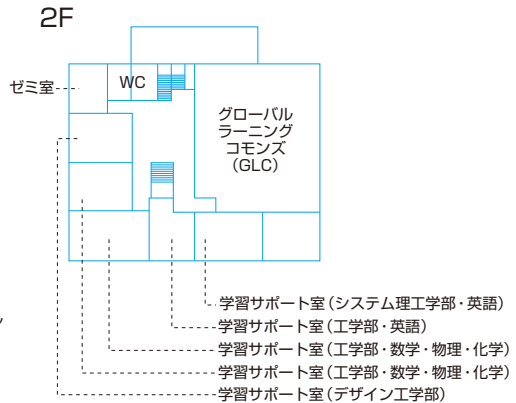 2F
ゼミ室
WC
グローバル
ラーニング
コモンズ
（GLC）
学習サポート室（システム理工学部・英語）
学習サポート室（工学部・英語）
学習サポート室（工学部・数学・物理・化学）
学習サポート室（工学部・数学・物理・化学）
学習サポート室（デザイン工学部）